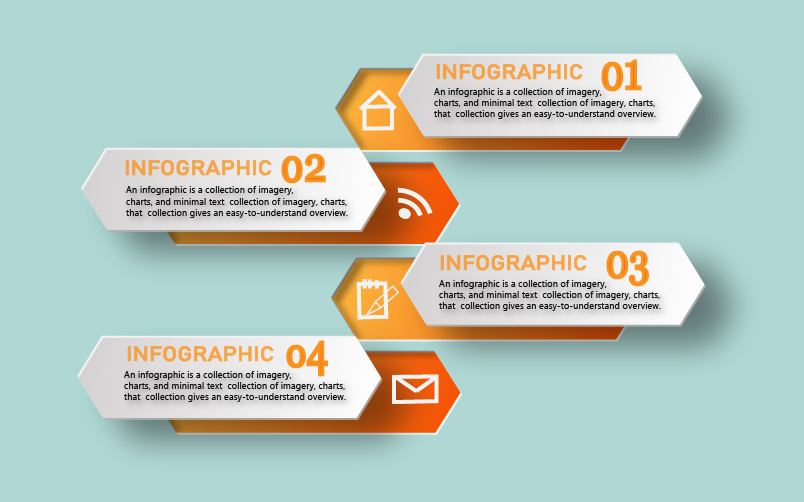 INFOGRAPHIC 01
An infographic is a collection of imagery,
charts, and minimal text  collection of imagery, charts,
that  collection gives an easy-to-understand overview.
INFOGRAPHIC 02
An infographic is a collection of imagery,
charts, and minimal text  collection of imagery, charts,
that  collection gives an easy-to-understand overview.
INFOGRAPHIC 03
An infographic is a collection of imagery,
charts, and minimal text  collection of imagery, charts,
that  collection gives an easy-to-understand overview.
INFOGRAPHIC 04
An infographic is a collection of imagery,
charts, and minimal text  collection of imagery, charts,
that  collection gives an easy-to-understand overview.